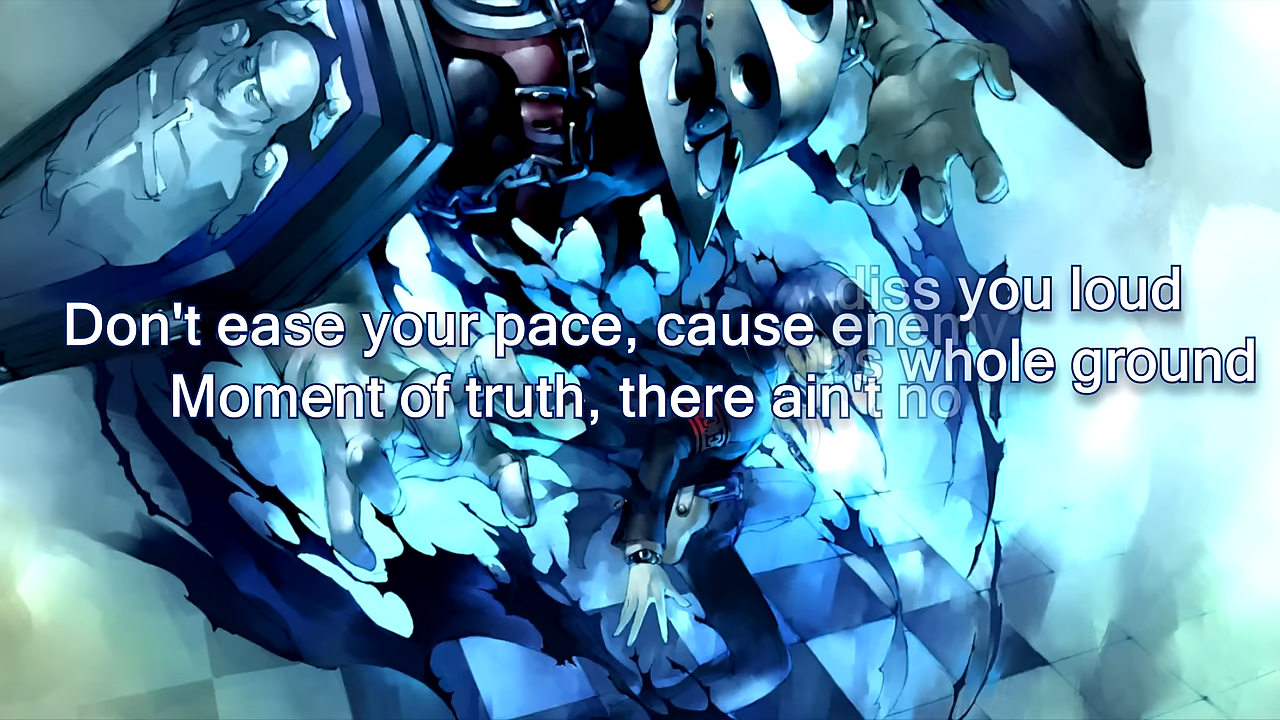 Don't ease your pace, cause enemy
Moment of truth, there ain't no
diss you loud
whole ground